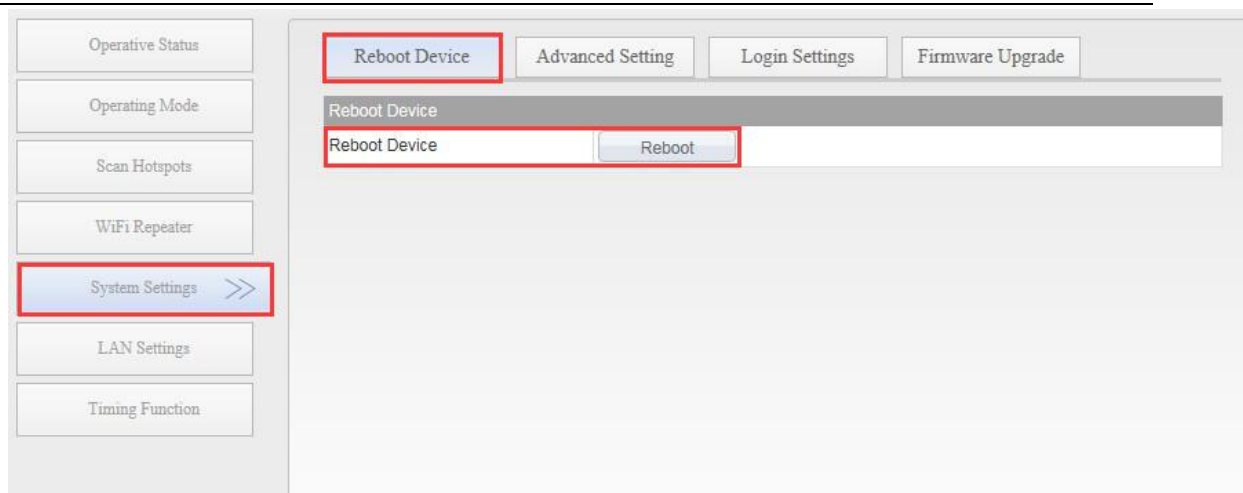 Operative Status
Operating Mode
Scan Hotspots
WiFi Repeater
System Settings >>
LAN Settings
Timing Function
Reboot Device Advanced Setting Login Settings Firmware Upgrade
Reboot Device
Reboot Device Reboot